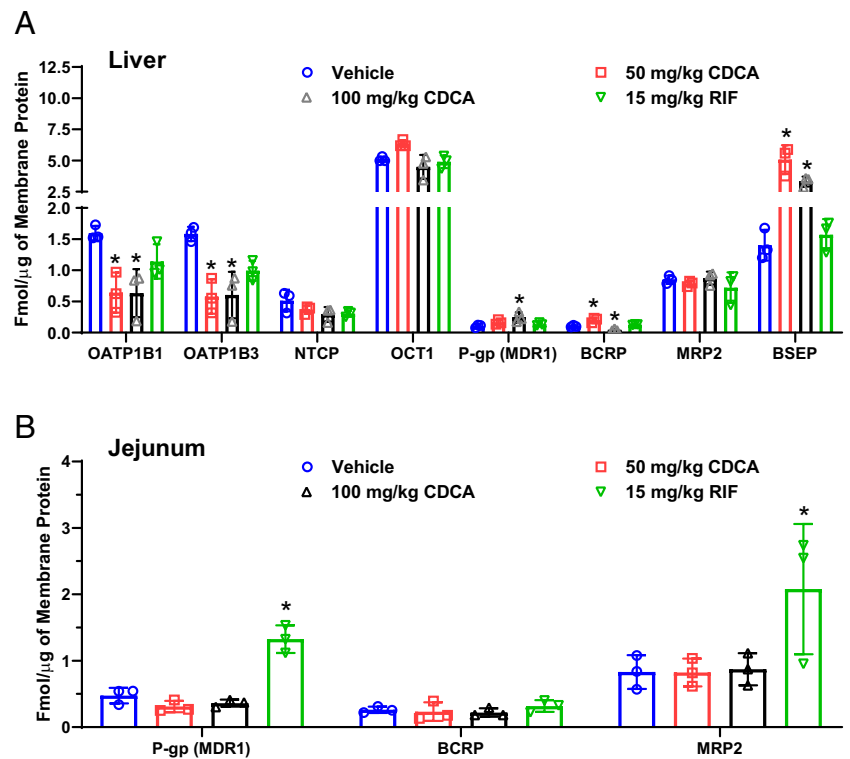 A
Liver
Fmol/μg of Membrane Protein
12.5
10.0
7.5
5.0
2.5
2.0
1.5
1.0
0.5
0.0
Vehicle
50 mg/kg CDCA
100 mg/kg CDCA
15 mg/kg RIF
* * * * * * * * *
OATP1B1 OATP1B3 NTCP OCT1 P-gp (MDR1) BCRP MRP2 BSEP
B
Jejunum
Fmol/μg of Membrane Protein
4
3
2
1
0
Vehicle
50 mg/kg CDCA
100 mg/kg CDCA
15 mg/kg RIF
* *
P-gp (MDR1) BCRP MRP2